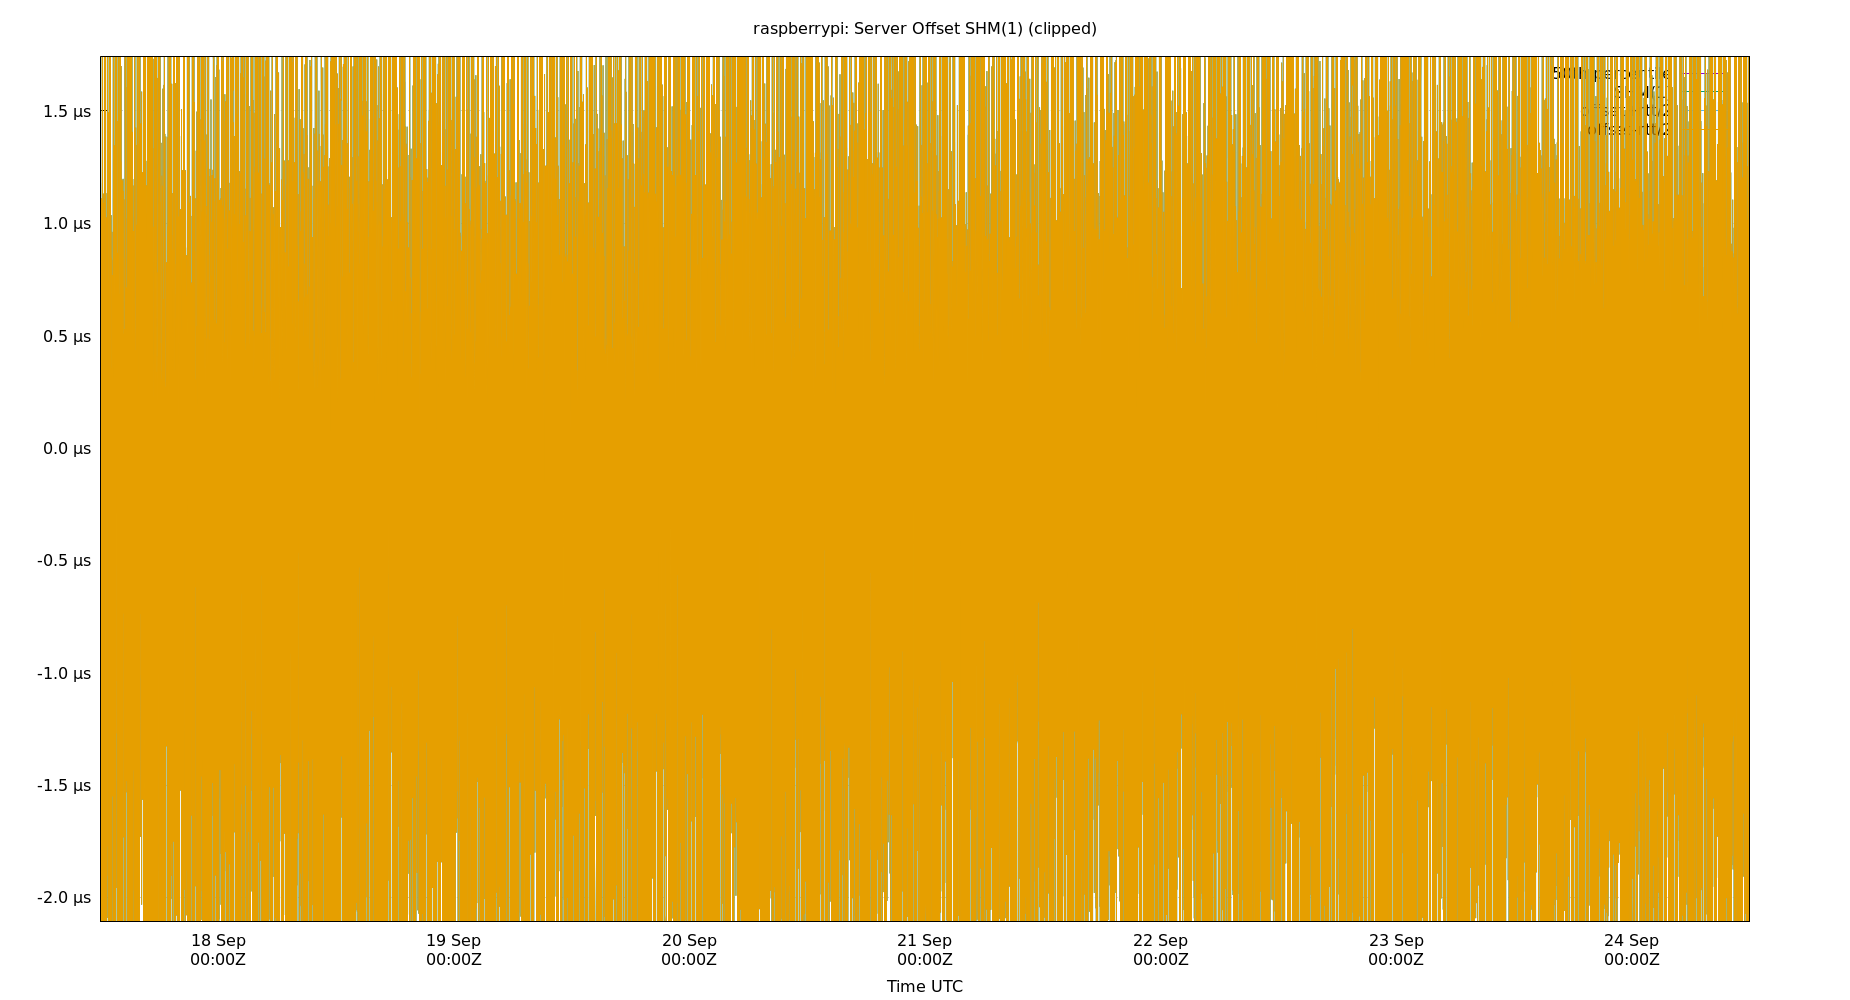 raspberrypi: Server Offset SHM(1) (clipped)
1.5 µs
1.0 µs
0.5 µs
0.0 µs
-0.5 µs
-1.0 µs
-1.5 µs
-2.0 µs
18 Sep 19 Sep 20 Sep 21 Sep 22 Sep 23 Sep 24 Sep
00:00Z 00:00Z 00:00Z 00:00Z 00:00Z 00:00Z 00:00Z
Time UTC